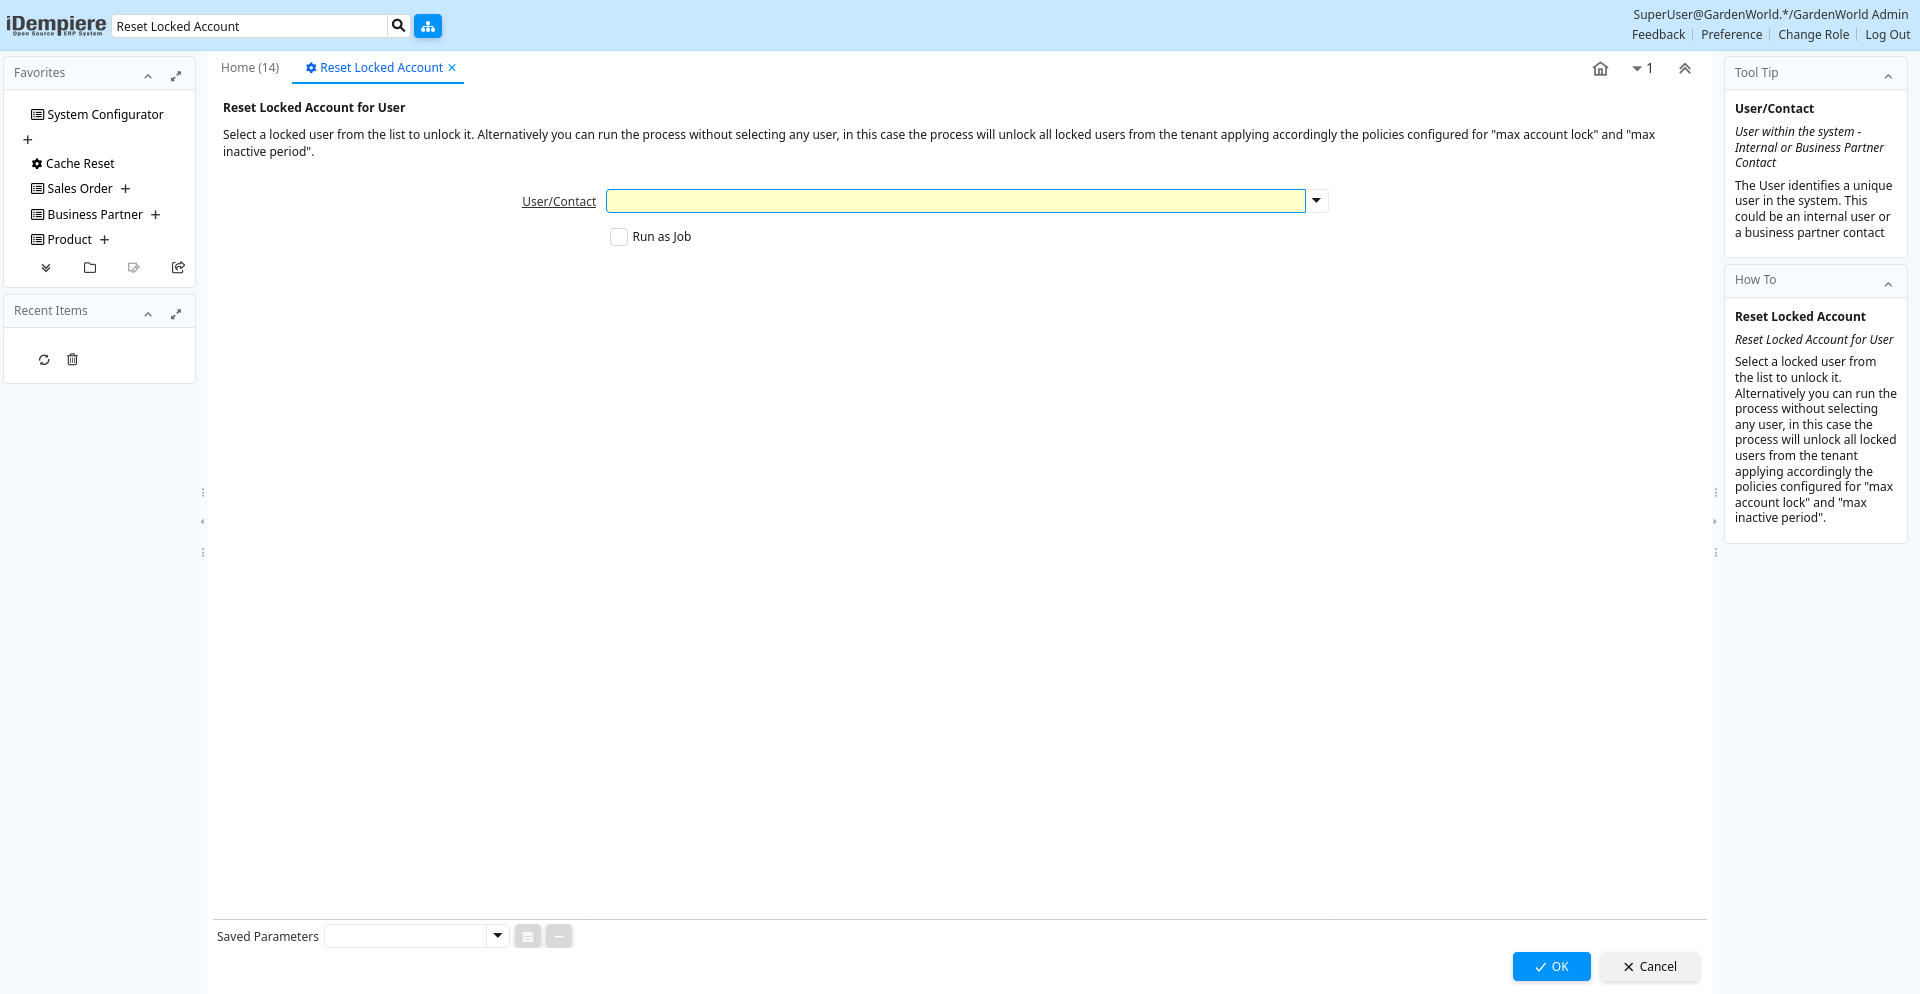 iDempiere
Open Source ERP System
Reset Locked Account
SuperUser@GardenWorld.*/GardenWorld Admin
Feedback
Preference
Change Role
Log Out
Favorites
System Configurator
Cache Reset
Sales Order
Business Partner
Product
Recent Items
Home (14)
Reset Locked Account
1
Reset Locked Account for User
Select a locked user from the list to unlock it. Alternatively you can run the process without selecting any user, in this case the process will unlock all locked users from the tenant applying accordingly the policies configured for "max account lock" and "max
inactive period".
User/Contact
Run as Job
Saved Parameters
OK
Cancel
Tool Tip
User/Contact
User within the system -
Internal or Business Partner
Contact
The User identifies a unique
user in the system. This
could be an internal user or
a business partner contact
How To
Reset Locked Account
Reset Locked Account for User
Select a locked user from
the list to unlock it.
Alternatively you can run the
process without selecting
any user, in this case the
process will unlock all locked
users from the tenant
applying accordingly the
policies configured for "max
account lock" and "max
inactive period".